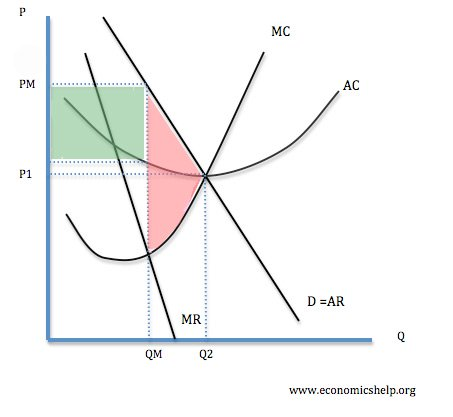 P
MC
PM
AC
P1
D =AR
MR
Q
QM
Q2
www.economicshelp.org